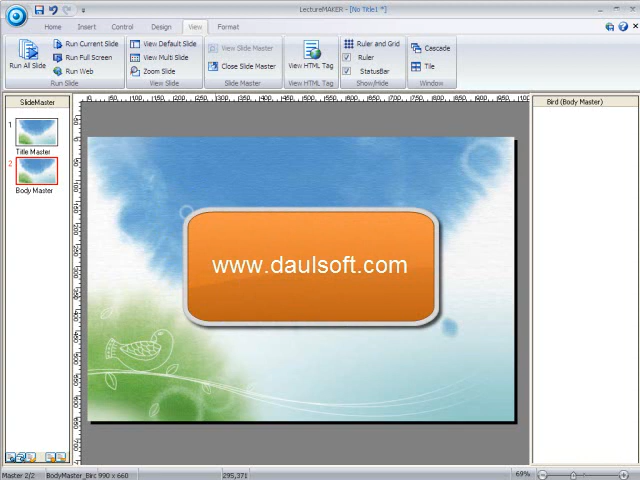 LectureMAKER - [No Title1 *]
Home Insert Control Design View Format
Run All Slide
Run Current Slide
Run Full Screen
Run Web
Run Slide
View Default Slide
View Multi Slide
Zoom Slide
View Slide
View Slide Master
Close Slide Master
Slide Master
View HTML Tag
View HTML Tag
Ruler and Grid
Ruler
StatusBar
Show/Hide
Cascade
Tile
Window
SlideMaster
1
Title Master
2
Body Master
www.daulsoft.com
Bird (Body Master)
Master 2/2 BodyMaster_Birc 990 x 660 295,371 69%